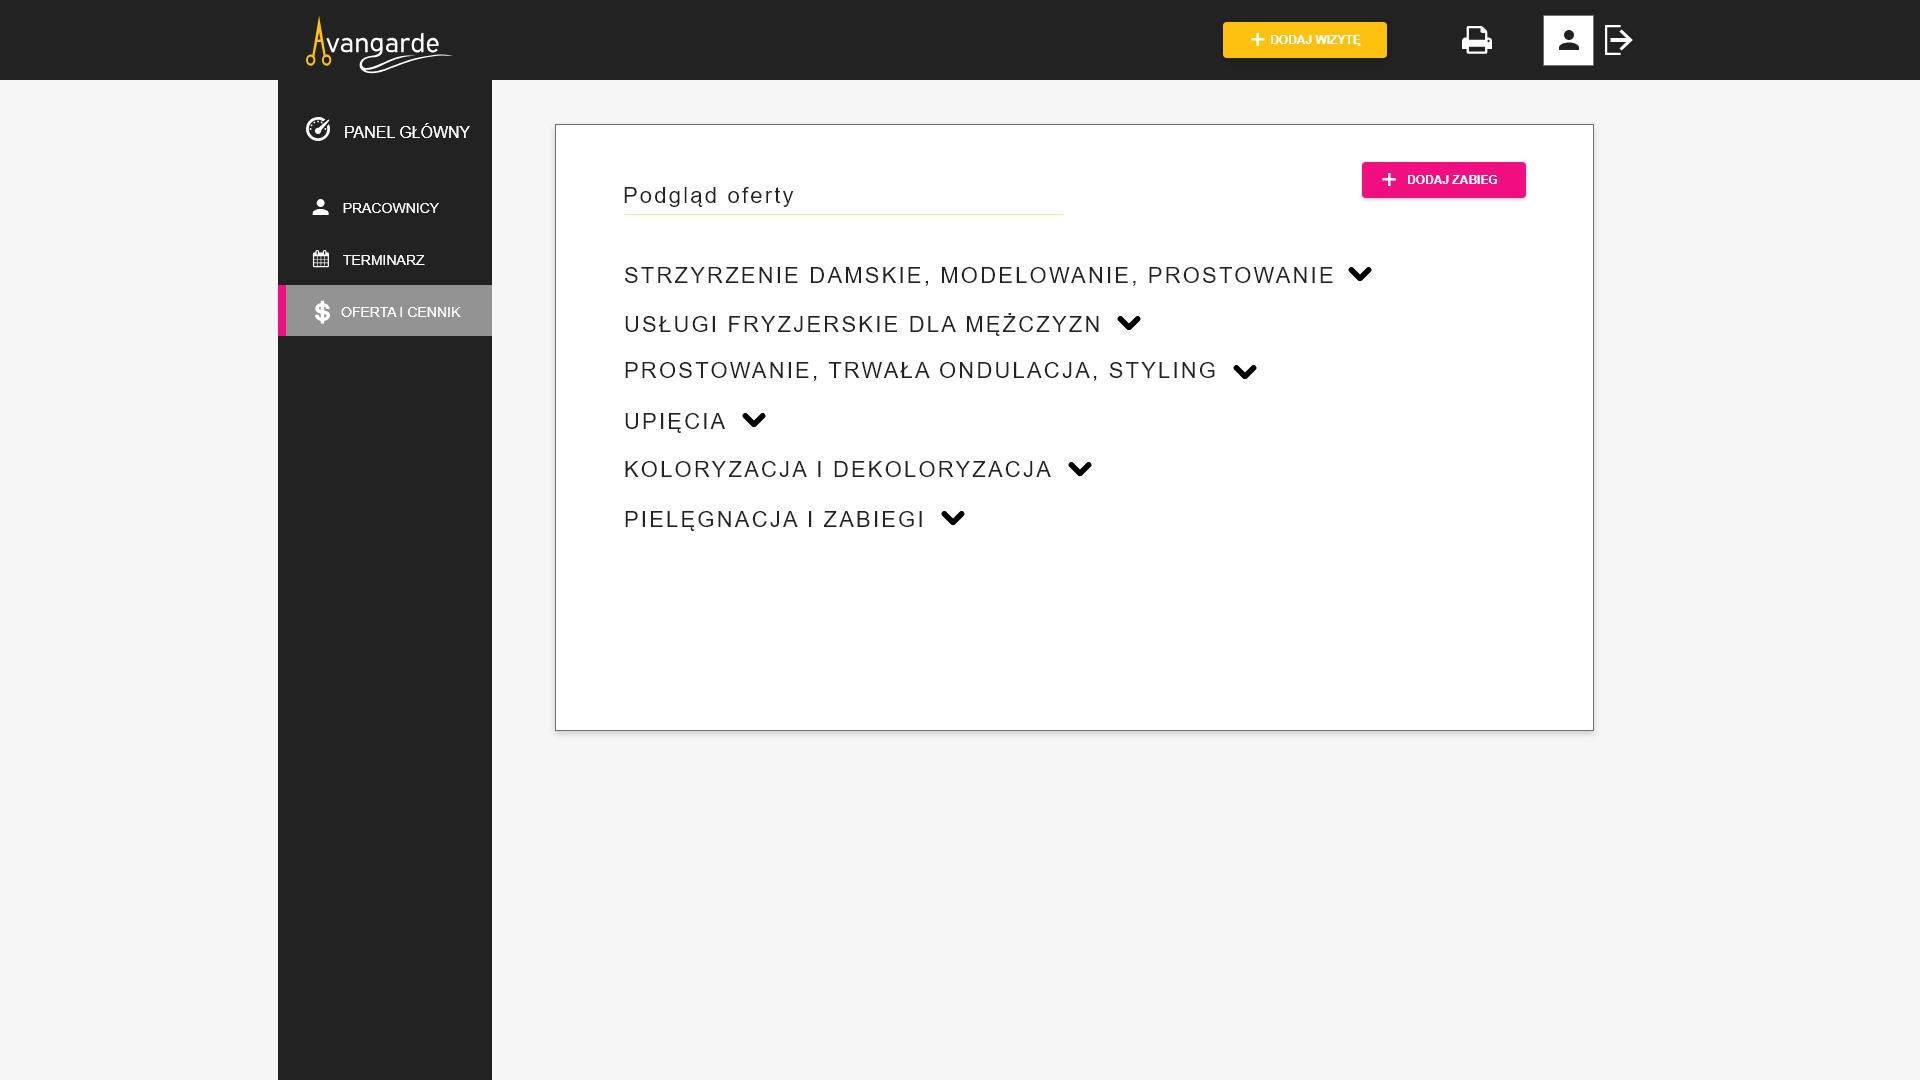 Avangarde
DODAJ WIZYTĘ
PANEL GŁÓWNY
PRACOWNICY
TERMINARZ
OFERTA I CENNIK
Podgląd oferty
DODAJ ZABIEG
STRZYRZENIE DAMSKIE, MODELOWANIE, PROSTOWANIE
USŁUGI FRYZJERSKIE DLA MĘŻCZYZN
PROSTOWANIE, TRWAŁA ONDULACJA, STYLING
UPIĘCIA
KOLORYZACJA I DEKOLORYZACJA
PIELĘGNACJA I ZABIEGI